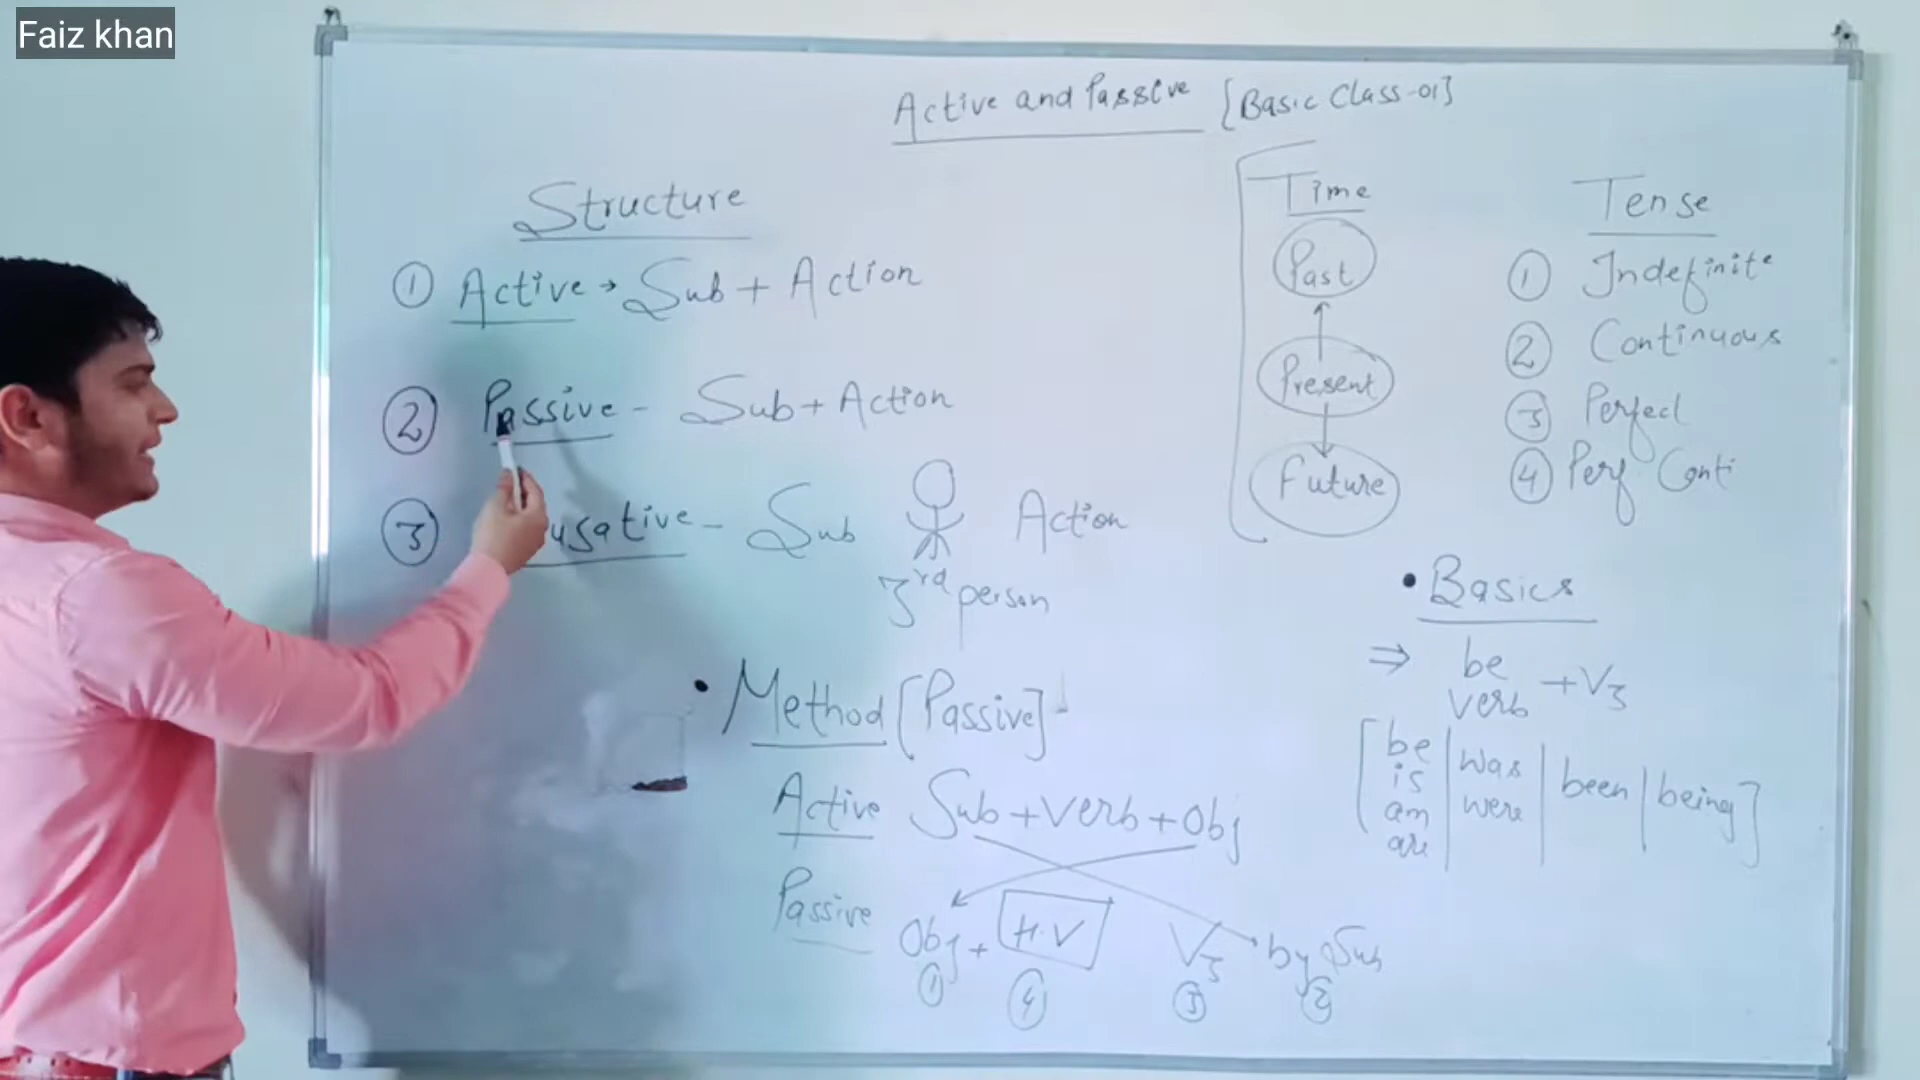 Faiz khan
Active and Passive [Basic Class-01]
Structure
① Active → Sub + Action
② Passive - Sub + Action
③ usative - Sub Action
3rd person
Time
Past
Present
Future
Tense
① Indefinite
② Continuous
③ Perfect
④ Perf. Conti
• Basics
⇒ be verb + V3
[be is am are | was were | been | being]
• Method [Passive]
Active Sub + Verb + Obj
Passive Obj + H.V V3 by Sub
① ④ ③ ②